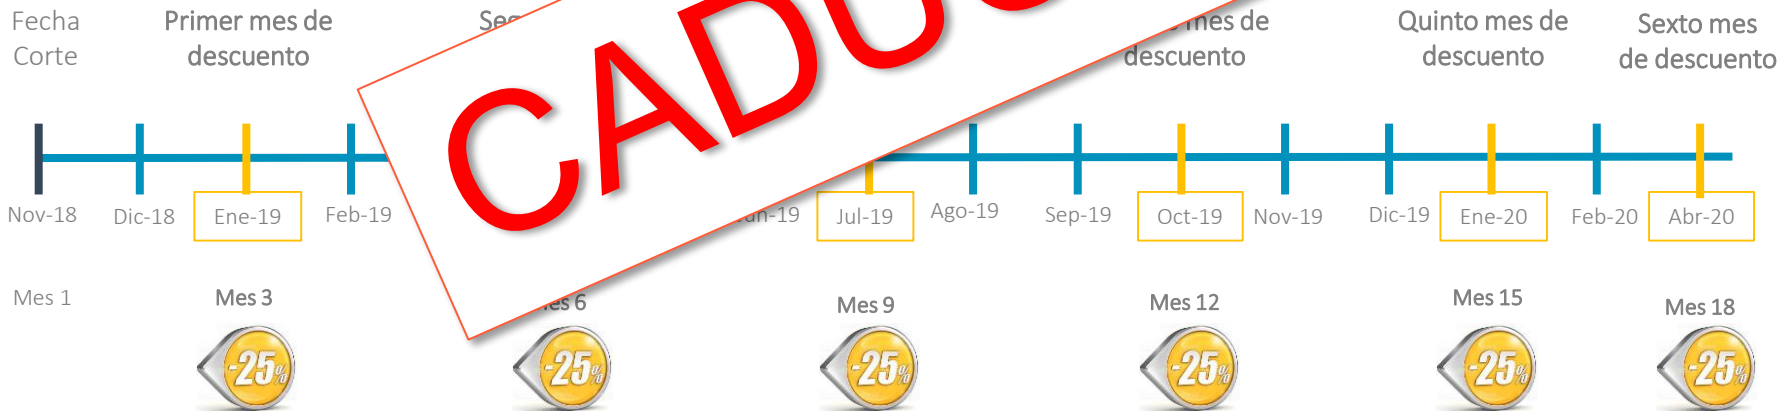 Fecha
Corte
Primer mes de
descuento
mes de
descuento
Quinto mes de
descuento
Sexto mes
de descuento
Nov-18
Dic-18
Ene-19
Feb-19
Jul-19
Ago-19
Sep-19
Oct-19
Nov-19
Dic-19
Ene-20
Feb-20
Abr-20
Mes 1
Mes 3
Mes 9
Mes 12
Mes 15
Mes 18
-25%
-25%
-25%
-25%
-25%
-25%